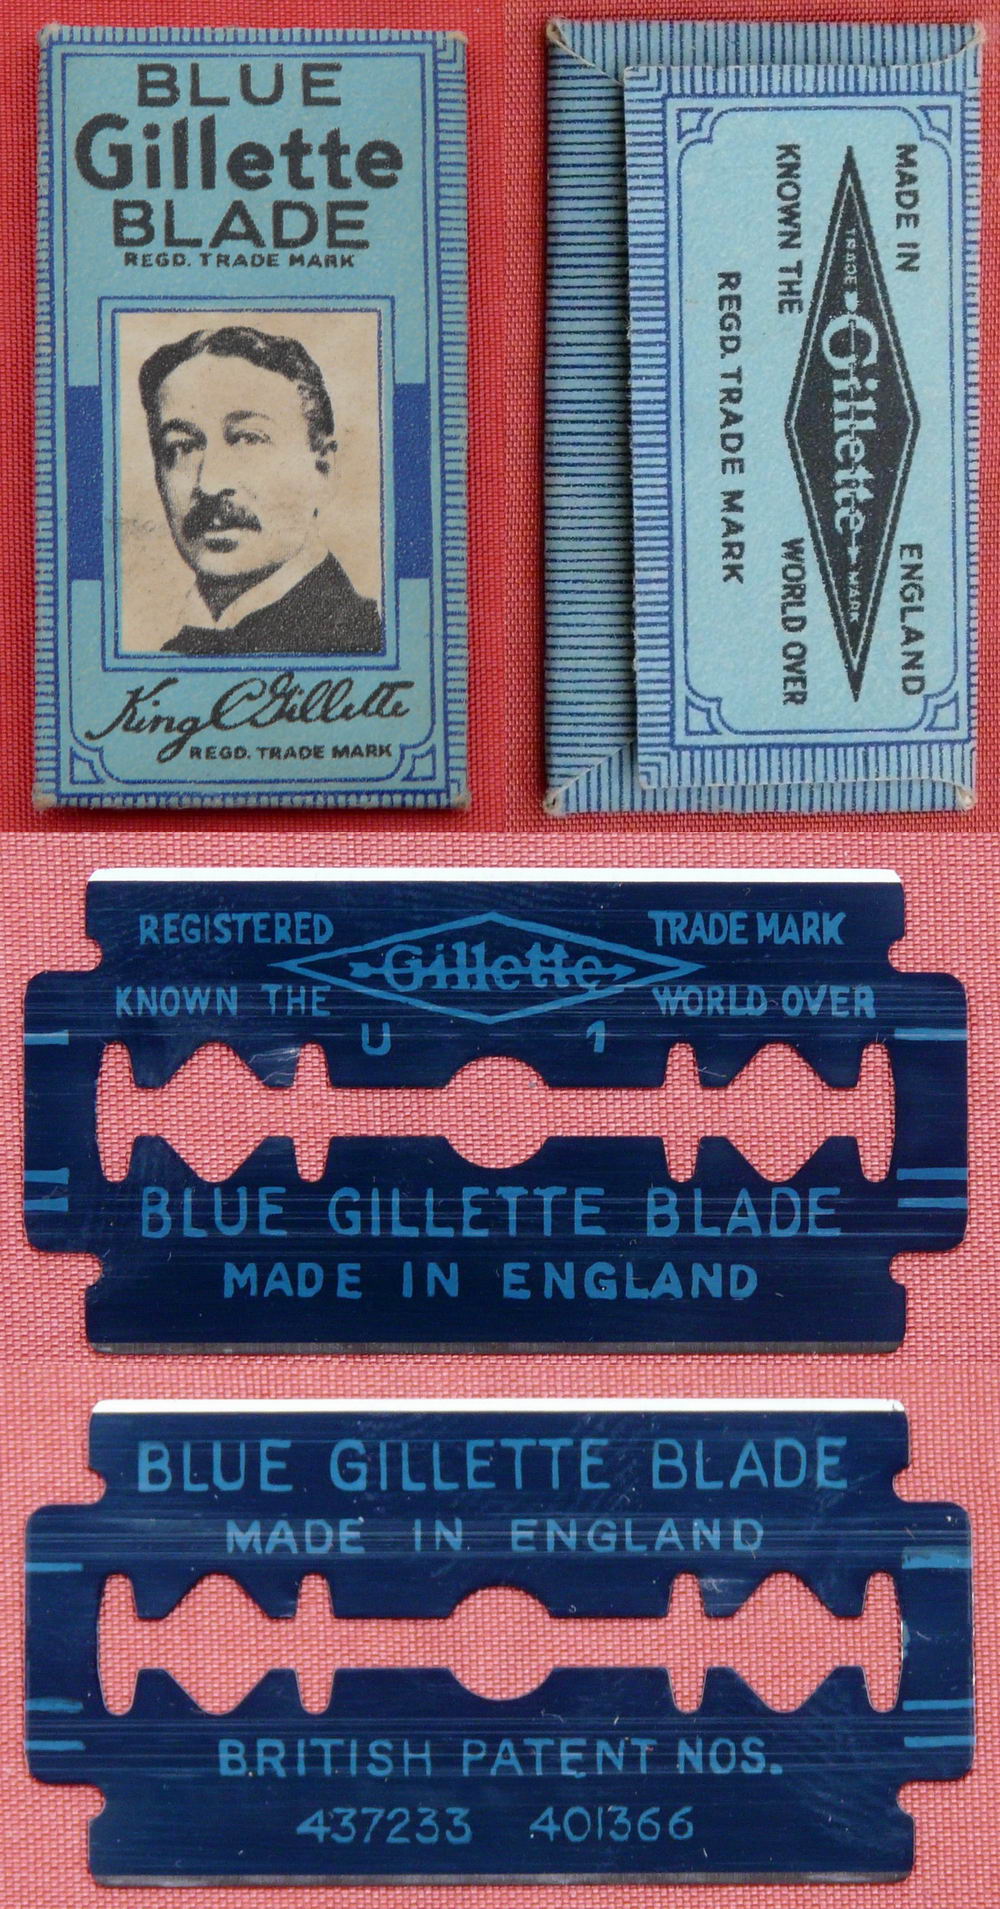 BLUE
Gillette
BLADE
REGD. TRADE MARK
King C Gillette
REGD. TRADE MARK
MADE IN ENGLAND
TRADE Gillette MARK
KNOWN THE WORLD OVER
REGD. TRADE MARK
REGISTERED Gillette TRADE MARK
KNOWN THE WORLD OVER
U 1
BLUE GILLETTE BLADE
MADE IN ENGLAND
BLUE GILLETTE BLADE
MADE IN ENGLAND
BRITISH PATENT NOS.
437233 401366